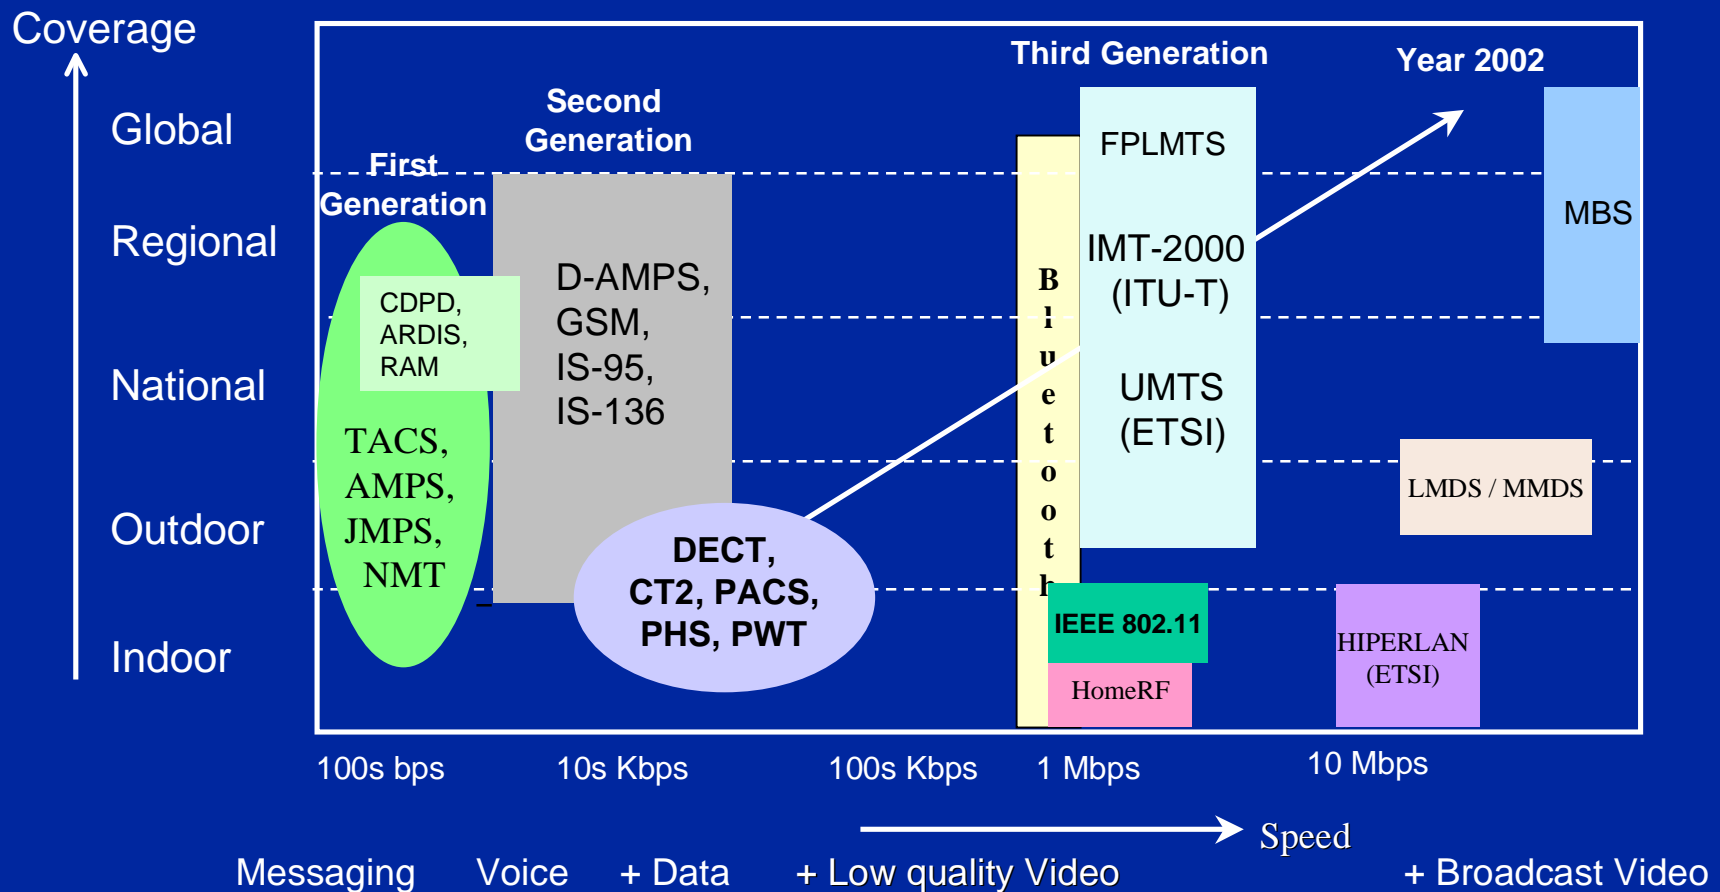 Coverage
Global
Regional
National
Outdoor
Indoor
First
Generation
Second
Generation
Third Generation
Year 2002
CDPD,
ARDIS,
RAM
TACS,
AMPS,
JMPS,
NMT
D-AMPS,
GSM,
IS-95,
IS-136
DECT,
CT2, PACS,
PHS, PWT
Bluetooth
FPLMTS
IMT-2000
(ITU-T)
UMTS
(ETSI)
IEEE 802.11
HomeRF
MBS
LMDS / MMDS
HIPERLAN
(ETSI)
100s bps
10s Kbps
100s Kbps
1 Mbps
10 Mbps
Speed
Messaging
Voice
+ Data
+ Low quality Video
+ Broadcast Video